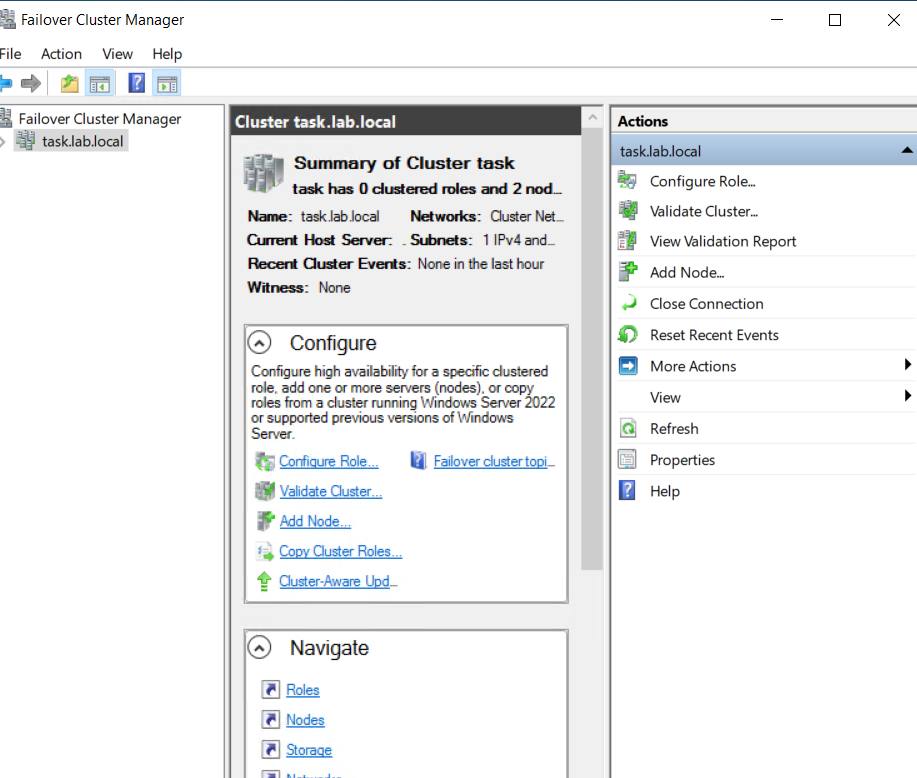 Failover Cluster Manager
File Action View Help
Failover Cluster Manager
task.lab.local
Cluster task.lab.local
Summary of Cluster task
task has 0 clustered roles and 2 nod...
Name: task.lab.local Networks: Cluster Net...
Current Host Server: . Subnets: 1 IPv4 and...
Recent Cluster Events: None in the last hour
Witness: None
Configure
Configure high availability for a specific clustered
role, add one or more servers (nodes), or copy
roles from a cluster running Windows Server 2022
or supported previous versions of Windows
Server.
Configure Role... Failover cluster topi...
Validate Cluster...
Add Node...
Copy Cluster Roles...
Cluster-Aware Upd...
Navigate
Roles
Nodes
Storage
Networks
Actions
task.lab.local
Configure Role...
Validate Cluster...
View Validation Report
Add Node...
Close Connection
Reset Recent Events
More Actions
View
Refresh
Properties
Help